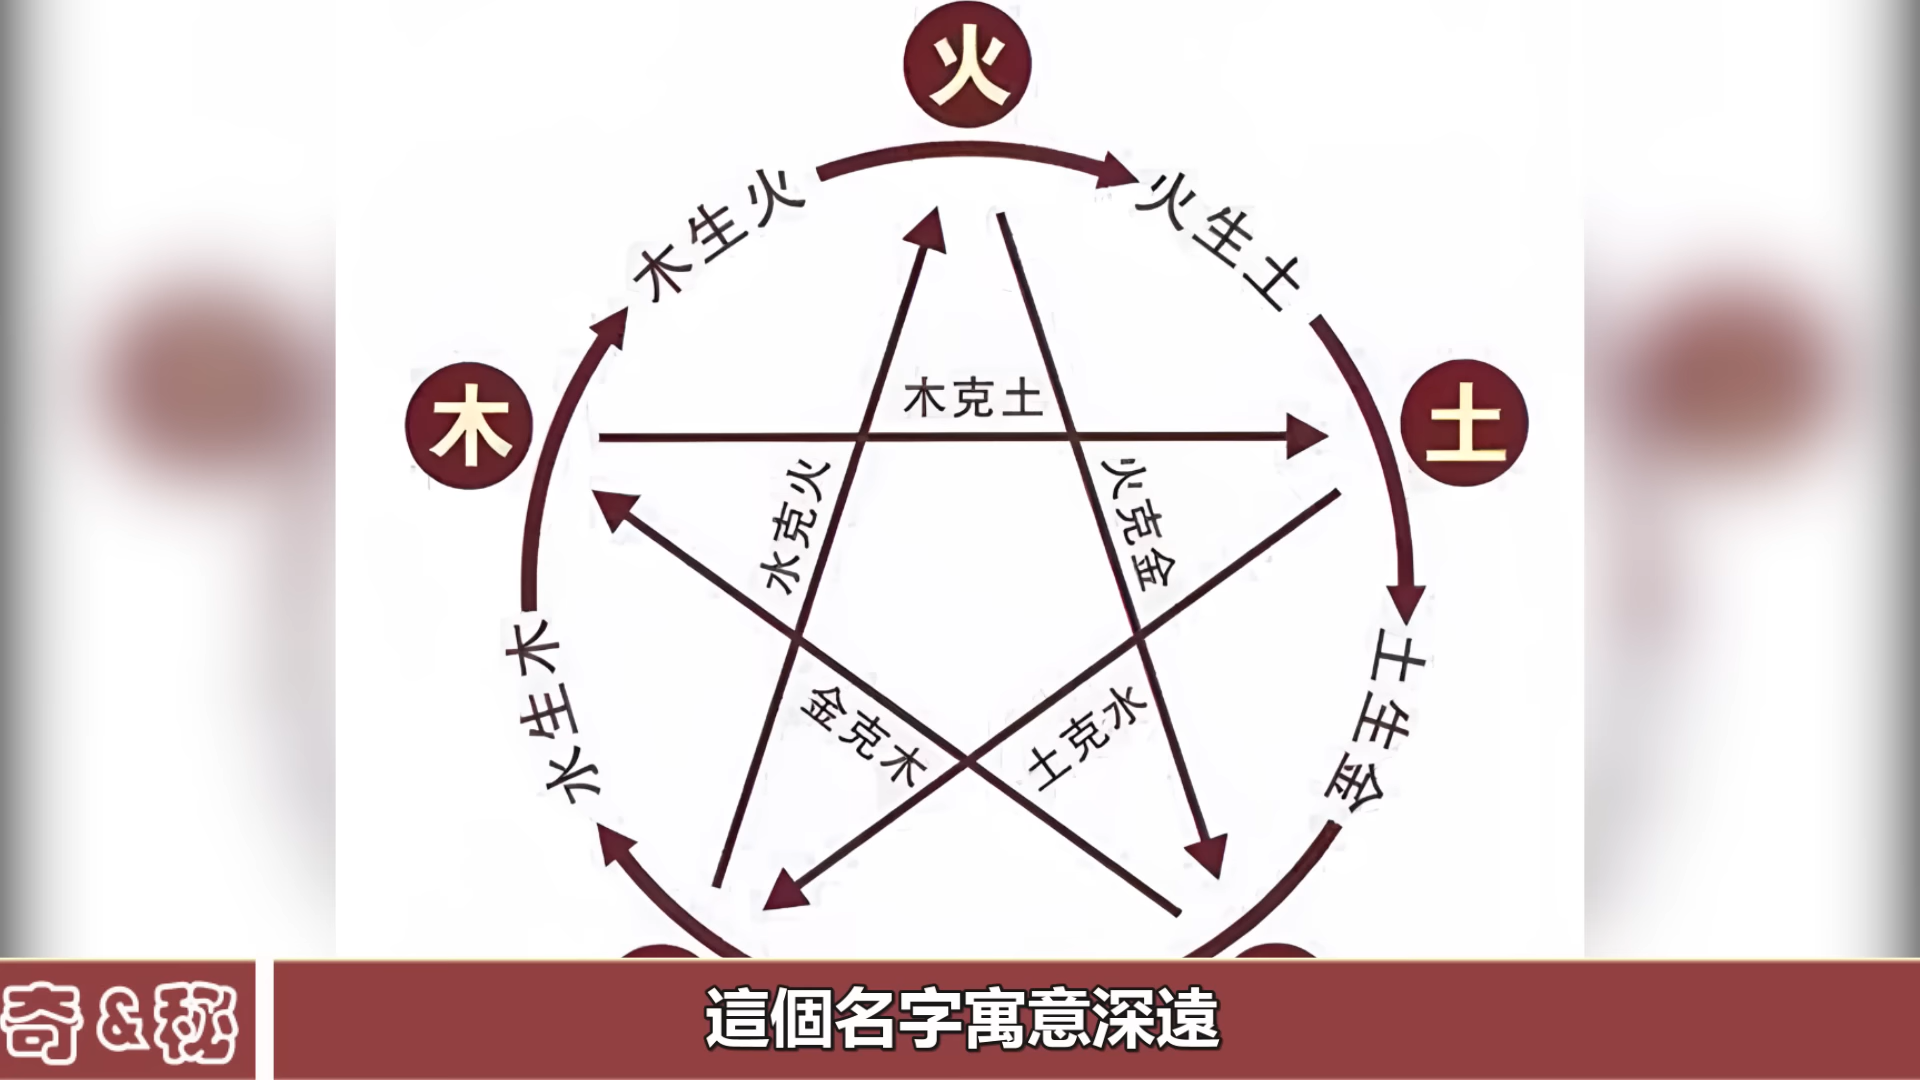 火
木生火
火生土
木
土
木克土
水克火
火克金
水生木
土生金
金克木
土克水
奇&秘
這個名字寓意深遠